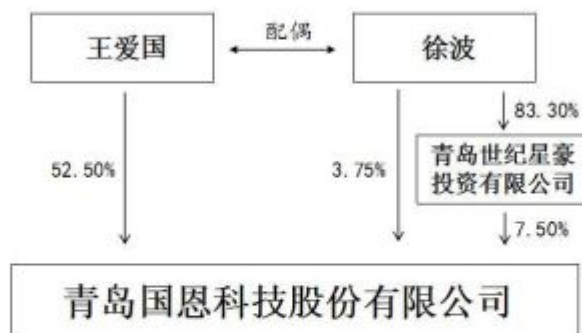 王爱国
配偶
徐波
83.30%
青岛世纪星豪
投资有限公司
52.50%
3.75%
7.50%
青岛国恩科技股份有限公司